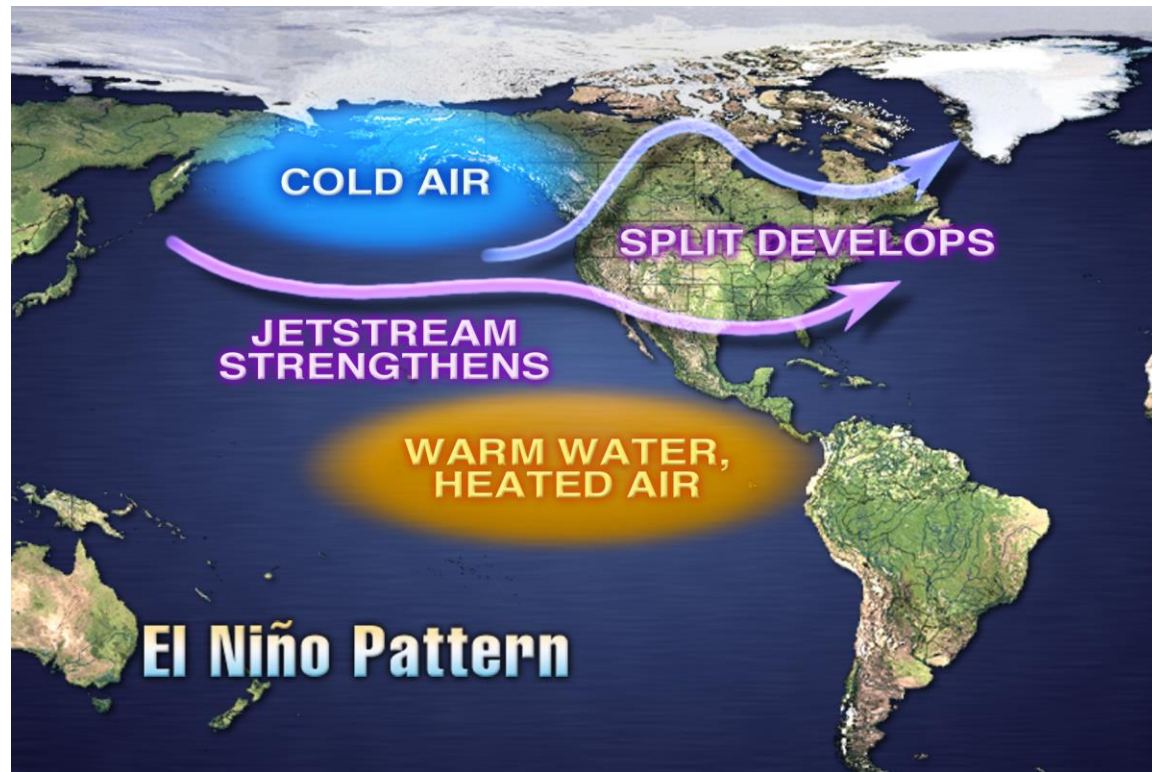 COLD AIR
SPLIT DEVELOPS
JETSTREAM
STRENGTHENS
WARM WATER,
HEATED AIR
El Niño Pattern